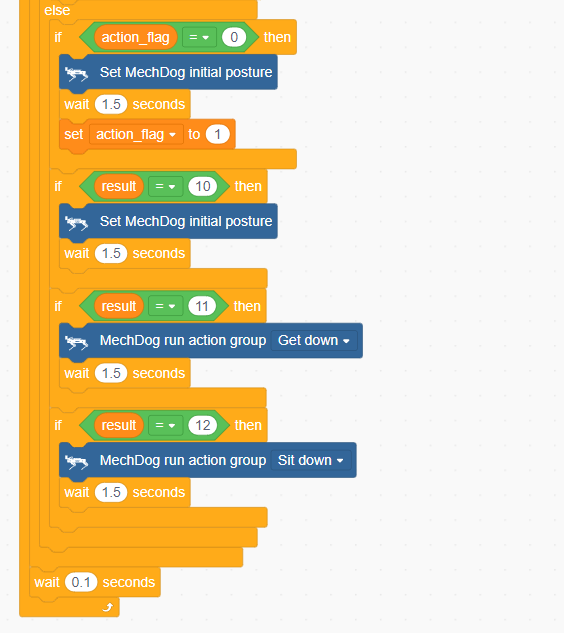 else
if action_flag = 0 then
Set MechDog initial posture
wait 1.5 seconds
set action_flag to 1
if result = 10 then
Set MechDog initial posture
wait 1.5 seconds
if result = 11 then
MechDog run action group Get down
wait 1.5 seconds
if result = 12 then
MechDog run action group Sit down
wait 1.5 seconds
wait 0.1 seconds